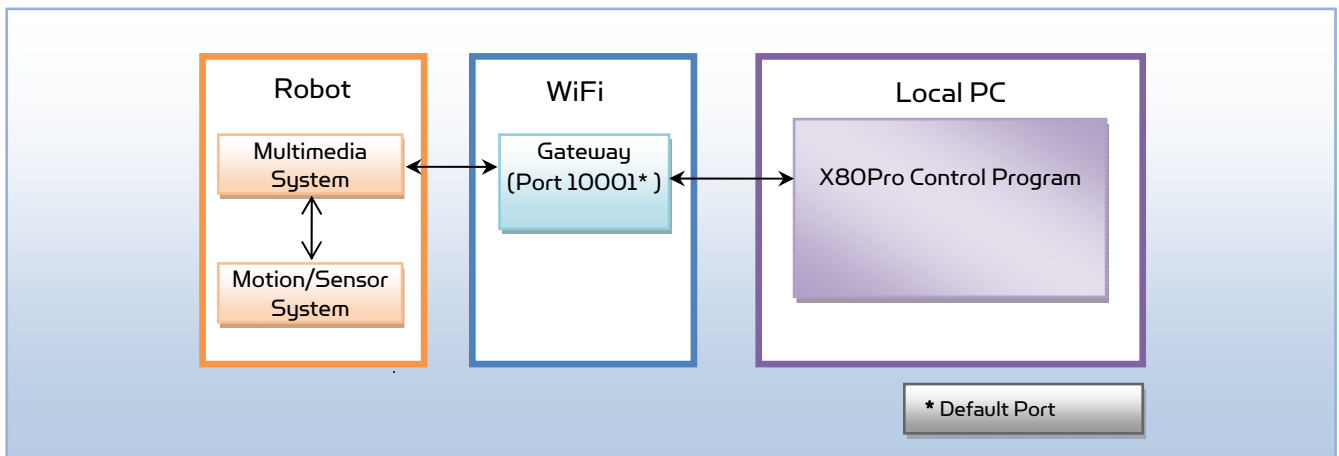 Robot
Multimedia
System
Motion/Sensor
System
WiFi
Gateway
(Port 10001* )
Local PC
X80Pro Control Program
* Default Port